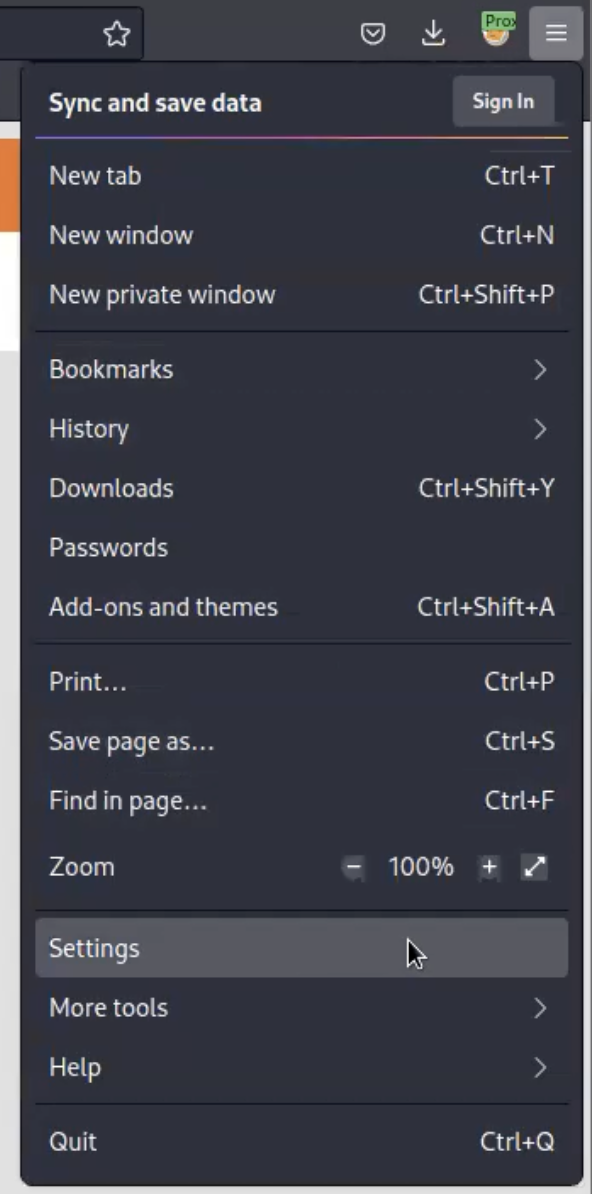 Prox
Sync and save data Sign In
New tab Ctrl+T
New window Ctrl+N
New private window Ctrl+Shift+P
Bookmarks
History
Downloads Ctrl+Shift+Y
Passwords
Add-ons and themes Ctrl+Shift+A
Print... Ctrl+P
Save page as... Ctrl+S
Find in page... Ctrl+F
Zoom − 100% +
Settings
More tools
Help
Quit Ctrl+Q